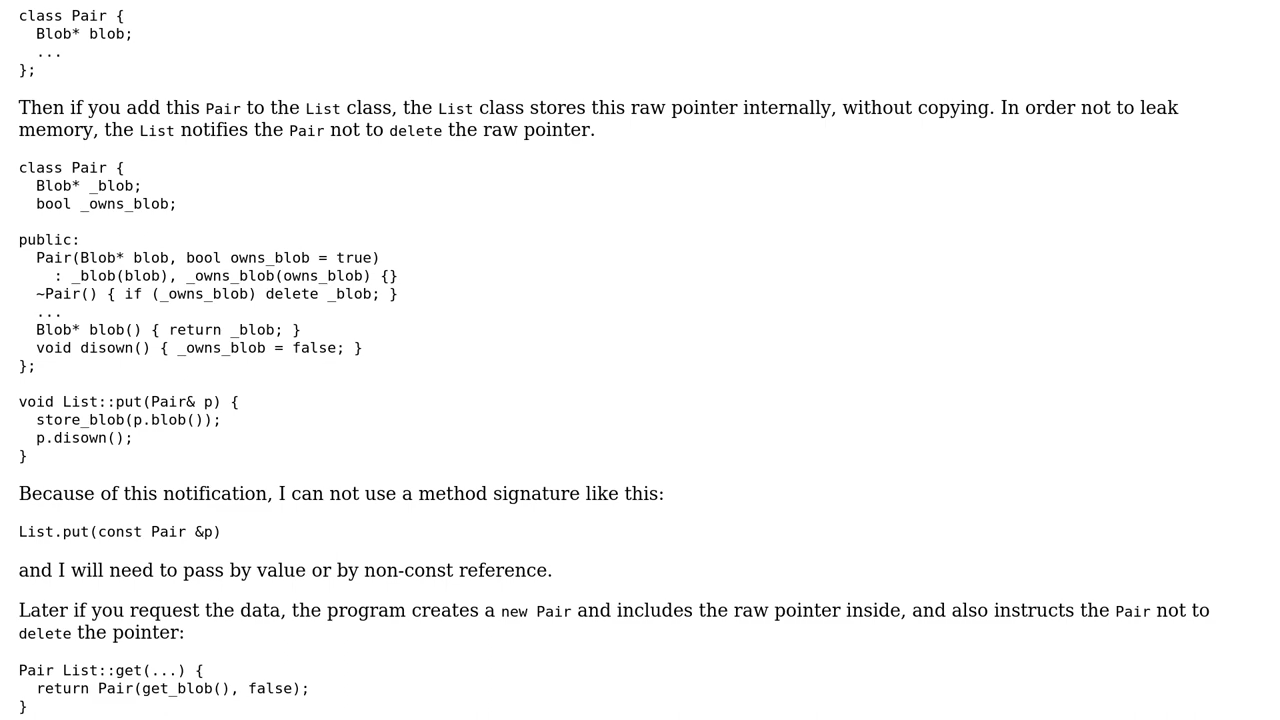 class Pair {
  Blob* blob;
  ...
};
Then if you add this Pair to the List class, the List class stores this raw pointer internally, without copying. In order not to leak
memory, the List notifies the Pair not to delete the raw pointer.
class Pair {
  Blob* _blob;
  bool _owns_blob;
public:
  Pair(Blob* blob, bool owns_blob = true)
    : _blob(blob), _owns_blob(owns_blob) {}
  ~Pair() { if (_owns_blob) delete _blob; }
  ...
  Blob* blob() { return _blob; }
  void disown() { _owns_blob = false; }
};
void List::put(Pair& p) {
  store_blob(p.blob());
  p.disown();
}
Because of this notification, I can not use a method signature like this:
List.put(const Pair &p)
and I will need to pass by value or by non-const reference.
Later if you request the data, the program creates a new Pair and includes the raw pointer inside, and also instructs the Pair not to
delete the pointer:
Pair List::get(...) {
  return Pair(get_blob(), false);
}